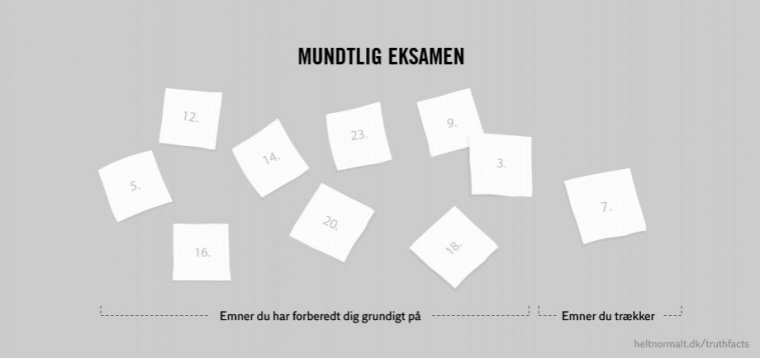 MUNDTLIG EKSAMEN
12.
9.
23.
3.
14.
5.
7.
20.
18.
16.
Emner du har forberedt dig grundigt på
Emner du trækker
heltnormalt.dk/truthfacts